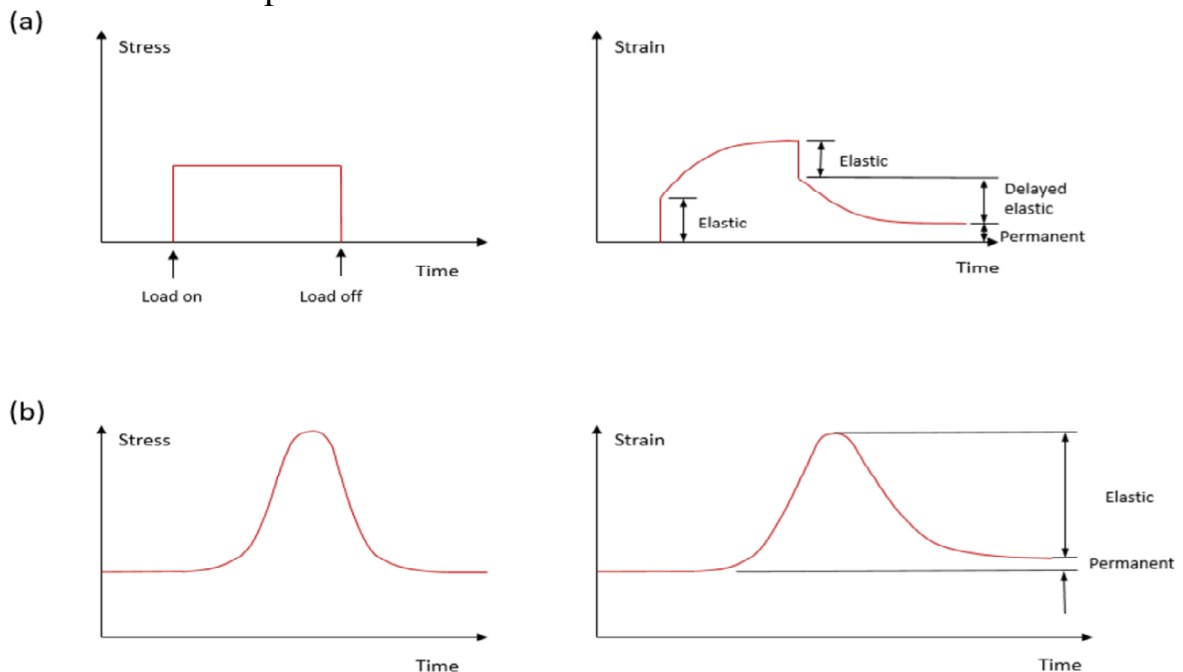 (a)
Stress
Time
Load on
Load off
Strain
Elastic
Elastic
Delayed
elastic
Permanent
Time
(b)
Stress
Time
Strain
Elastic
Permanent
Time